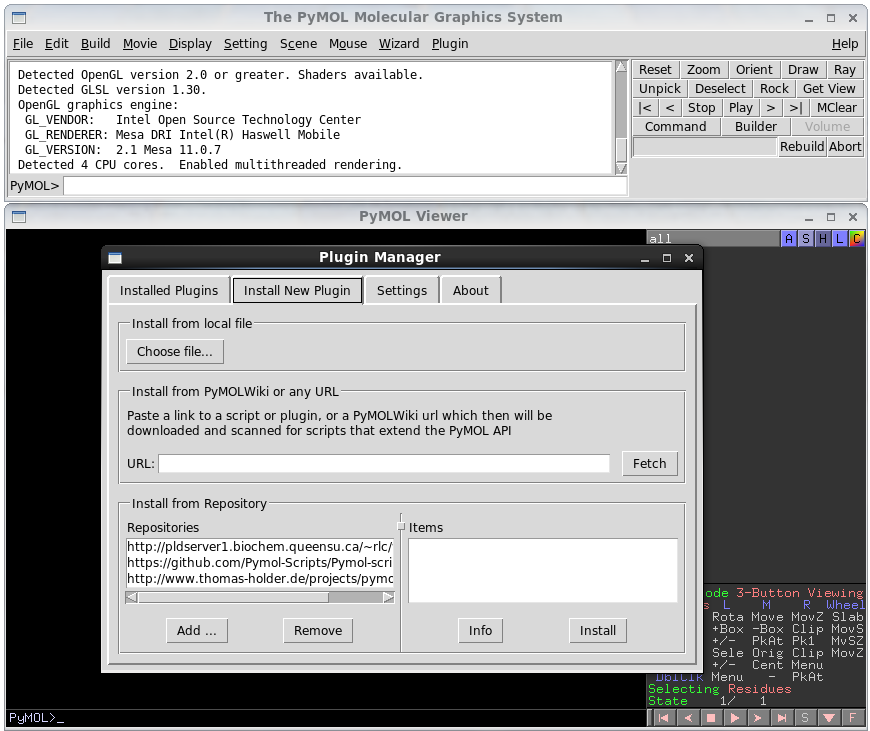 The PyMOL Molecular Graphics System
File Edit Build Movie Display Setting Scene Mouse Wizard Plugin Help
Detected OpenGL version 2.0 or greater. Shaders available.
Detected GLSL version 1.30.
OpenGL graphics engine:
GL_VENDOR: Intel Open Source Technology Center
GL_RENDERER: Mesa DRI Intel(R) Haswell Mobile
GL_VERSION: 2.1 Mesa 11.0.7
Detected 4 CPU cores. Enabled multithreaded rendering.
PyMOL>
Reset Zoom Orient Draw Ray
Unpick Deselect Rock Get View
|< < Stop Play > >| MClear
Command Builder Volume
Rebuild Abort
PyMOL Viewer
all A S H L C
Plugin Manager
Installed Plugins Install New Plugin Settings About
Install from local file
Choose file...
Install from PyMOLWiki or any URL
Paste a link to a script or plugin, or a PyMOLWiki url which then will be
downloaded and scanned for scripts that extend the PyMOL API
URL: Fetch
Install from Repository
Repositories Items
http://pldserver1.biochem.queensu.ca/~rlc/
https://github.com/Pymol-Scripts/Pymol-scri
http://www.thomas-holder.de/projects/pymo
Add ... Remove Info Install
ode 3-Button Viewing
s L M R Wheel
Rota Move MovZ Slab
+Box -Box Clip MovS
+/- PkAt Pk1 MvSZ
Sele Orig Clip MovZ
+/- Cent Menu
DblClk Menu - PkAt
Selecting Residues
State 1/ 1
PyMOL>_
S F